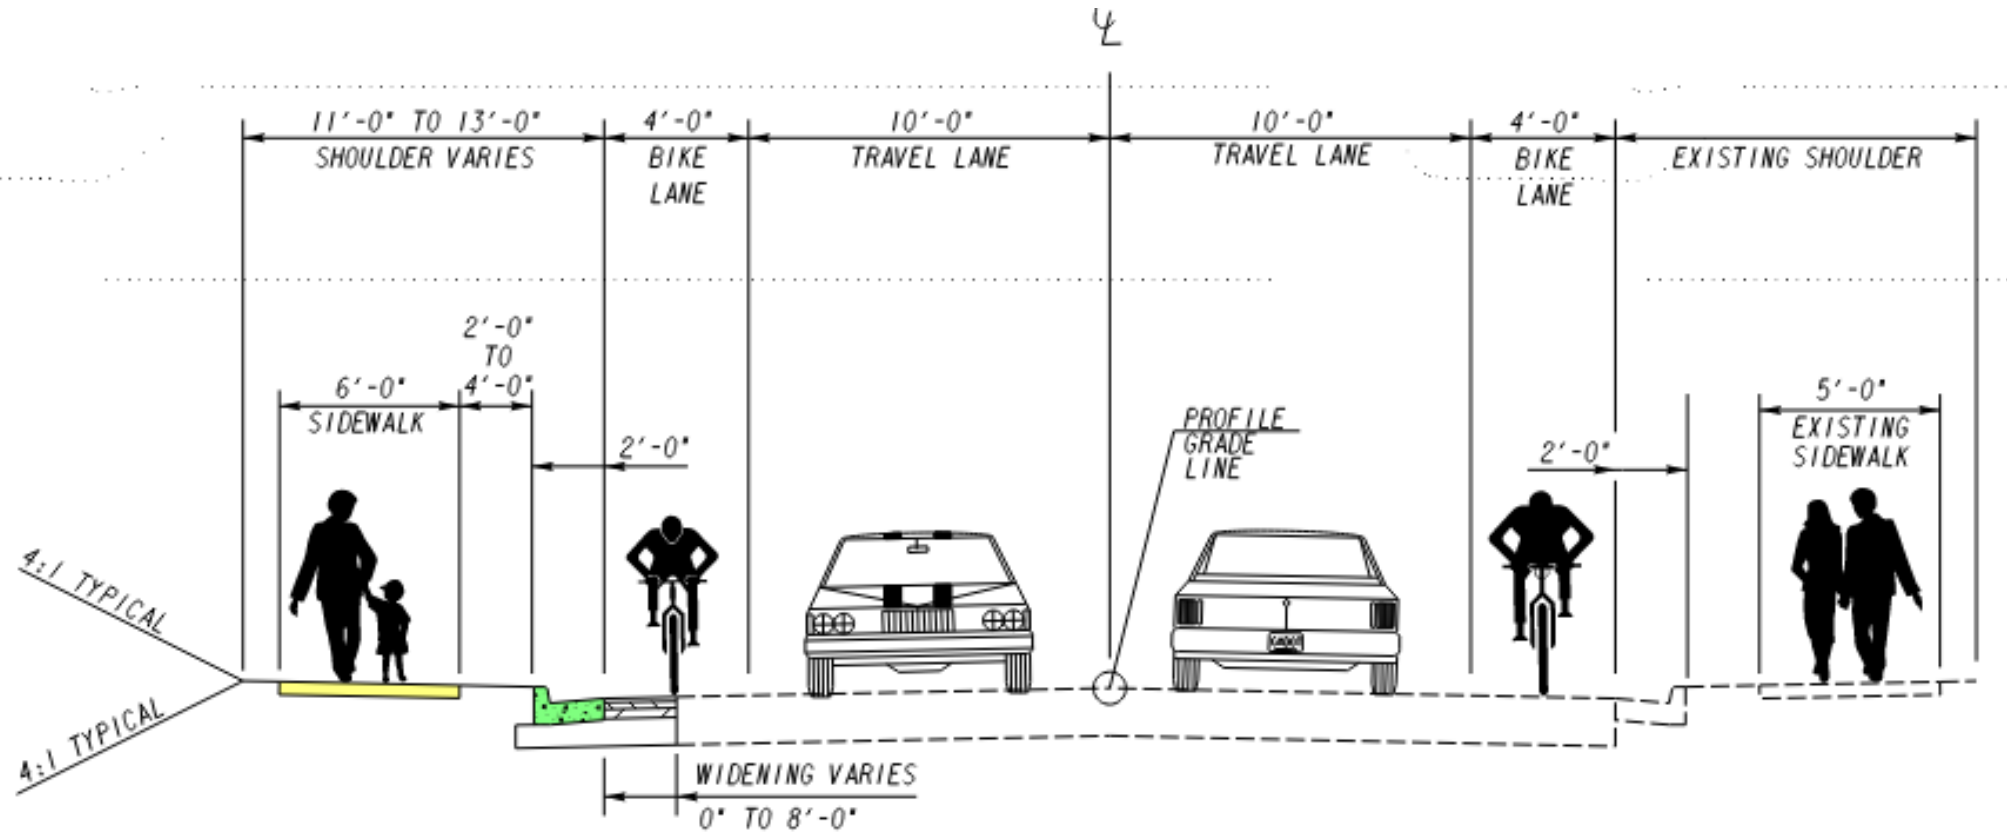 ℄
11'-0" TO 13'-0"
SHOULDER VARIES
4'-0"
BIKE
LANE
10'-0"
TRAVEL LANE
10'-0"
TRAVEL LANE
4'-0"
BIKE
LANE
EXISTING SHOULDER
2'-0"
TO
4'-0"
6'-0"
SIDEWALK
2'-0"
PROFILE
GRADE
LINE
2'-0"
5'-0"
EXISTING
SIDEWALK
4:1 TYPICAL
4:1 TYPICAL
WIDENING VARIES
0" TO 8'-0"